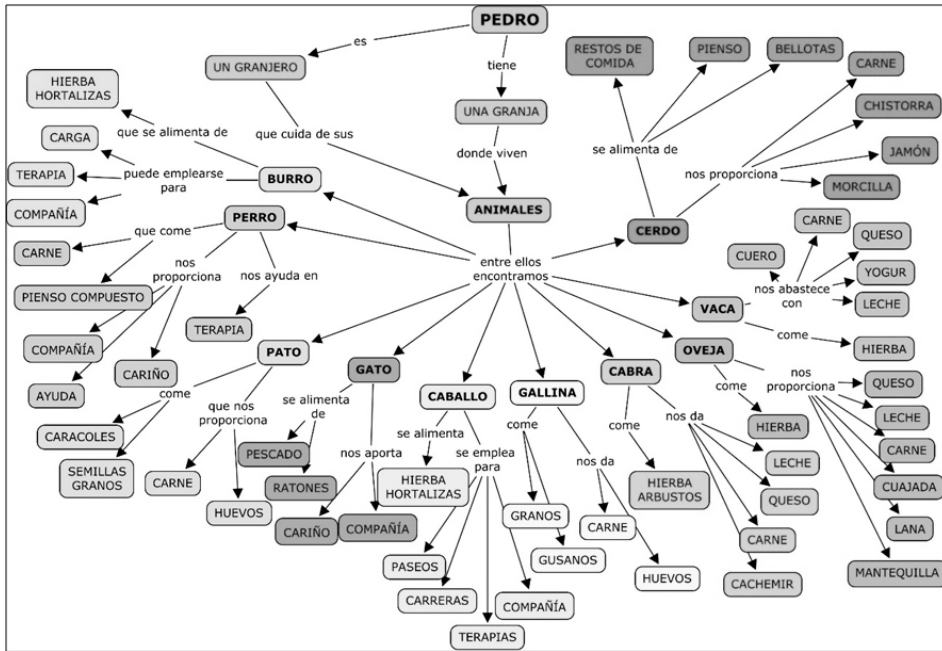 PEDRO
es
tiene
UN GRANJERO
UNA GRANJA
que cuida de sus
donde viven
ANIMALES
entre ellos
encontramos
BURRO
que se alimenta de
HIERBA
HORTALIZAS
puede emplearse
para
CARGA
TERAPIA
COMPAÑÍA
PERRO
que come
CARNE
PIENSO COMPUESTO
nos
proporciona
COMPAÑÍA
AYUDA
CARIÑO
nos ayuda en
TERAPIA
PATO
come
CARACOLES
SEMILLAS
GRANOS
que nos
proporciona
CARNE
HUEVOS
GATO
se alimenta
de
PESCADO
RATONES
nos aporta
CARIÑO
COMPAÑÍA
CABALLO
se alimenta
HIERBA
HORTALIZAS
se emplea
para
PASEOS
CARRERAS
TERAPIAS
COMPAÑÍA
GALLINA
come
GRANOS
GUSANOS
nos da
CARNE
HUEVOS
CABRA
come
HIERBA
ARBUSTOS
nos da
LECHE
QUESO
CARNE
CACHEMIR
OVEJA
come
HIERBA
nos
proporciona
QUESO
LECHE
CARNE
CUAJADA
LANA
MANTEQUILLA
VACA
nos abastece
con
CUERO
CARNE
QUESO
YOGUR
LECHE
come
HIERBA
CERDO
se alimenta de
RESTOS DE
COMIDA
PIENSO
BELLOTAS
nos proporciona
CARNE
CHISTORRA
JAMÓN
MORCILLA